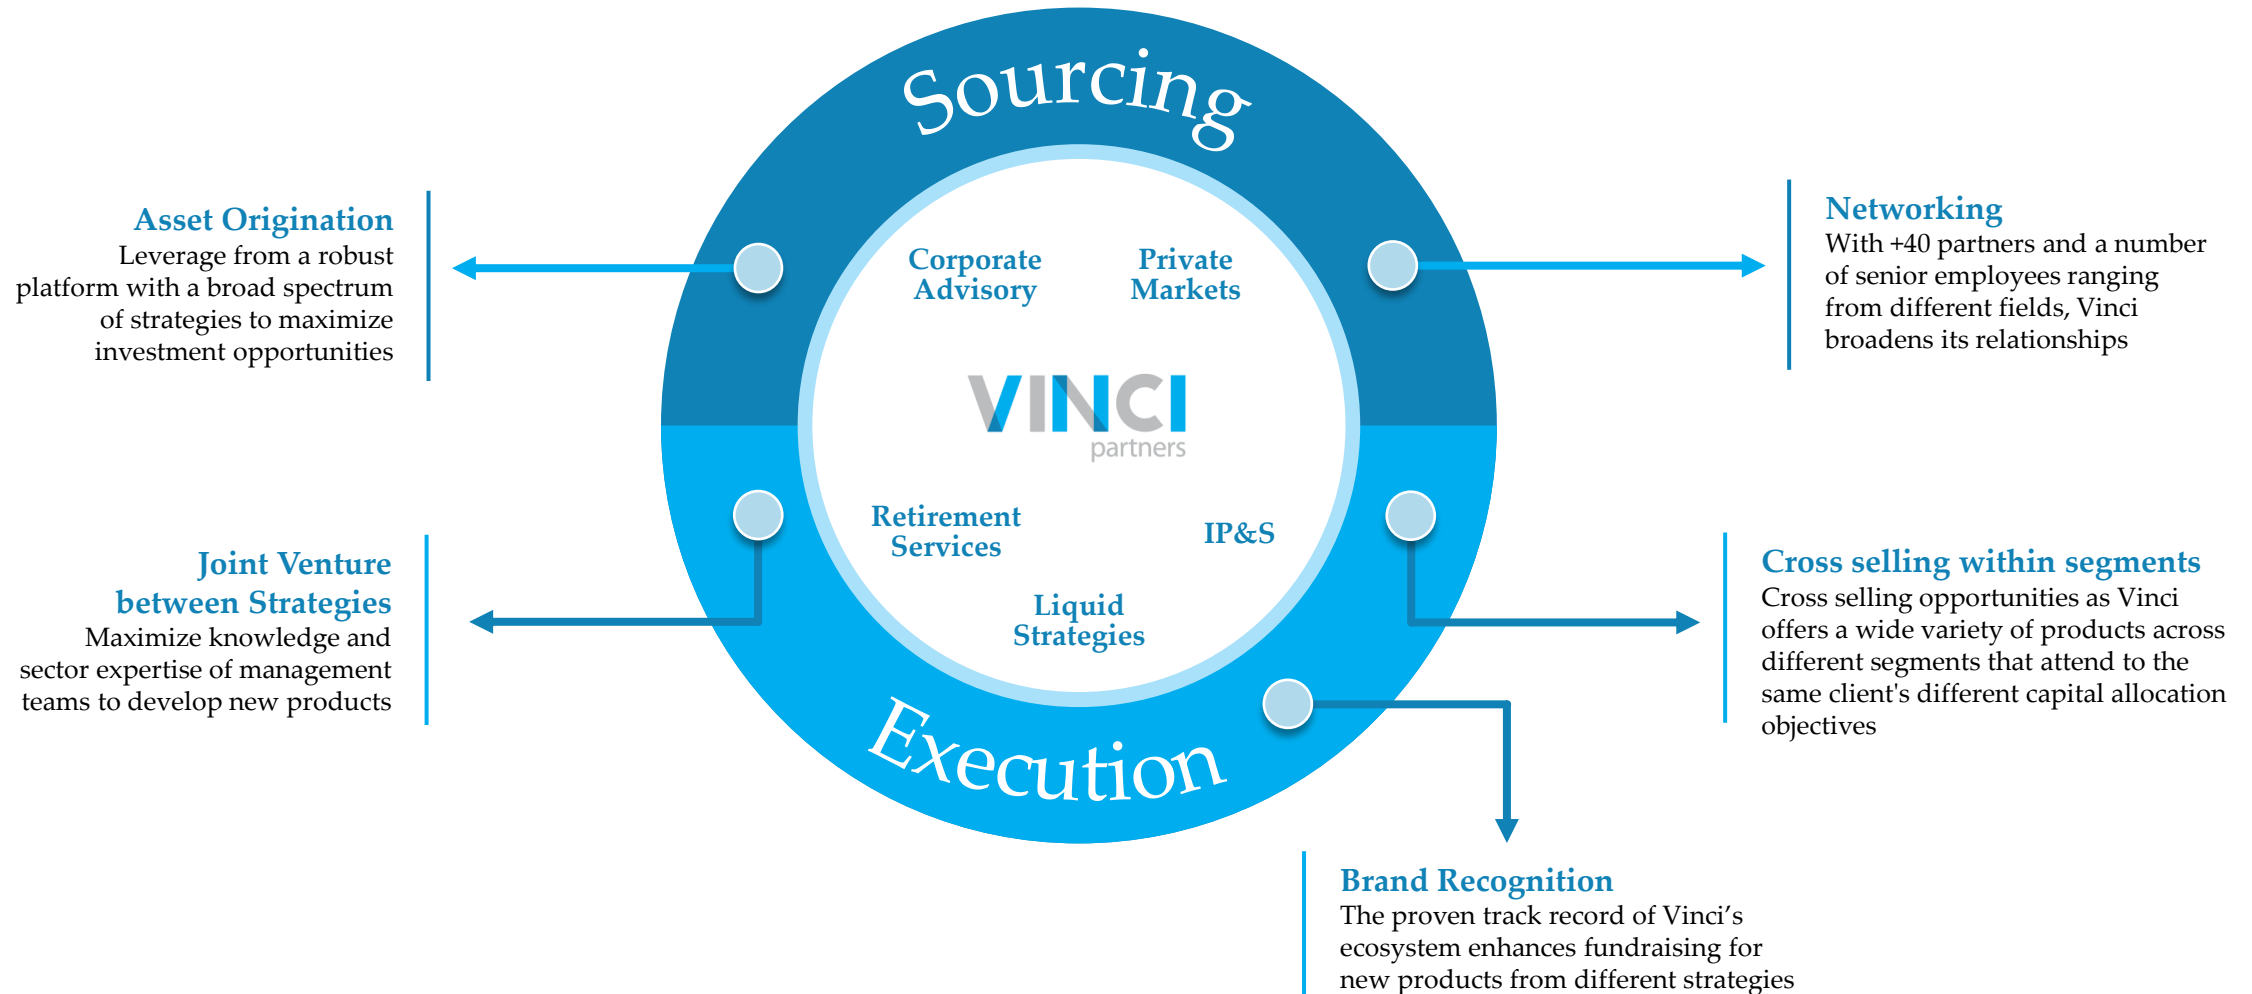 Sourcing
Asset Origination
Leverage from a robust
platform with a broad spectrum
of strategies to maximize
investment opportunities
Networking
With +40 partners and a number
of senior employees ranging
from different fields, Vinci
broadens its relationships
Corporate
Advisory
Private
Markets
VINCI
partners
Retirement
Services
IP&S
Liquid
Strategies
Joint Venture
between Strategies
Maximize knowledge and
sector expertise of management
teams to develop new products
Cross selling within segments
Cross selling opportunities as Vinci
offers a wide variety of products across
different segments that attend to the
same client's different capital allocation
objectives
Execution
Brand Recognition
The proven track record of Vinci’s
ecosystem enhances fundraising for
new products from different strategies